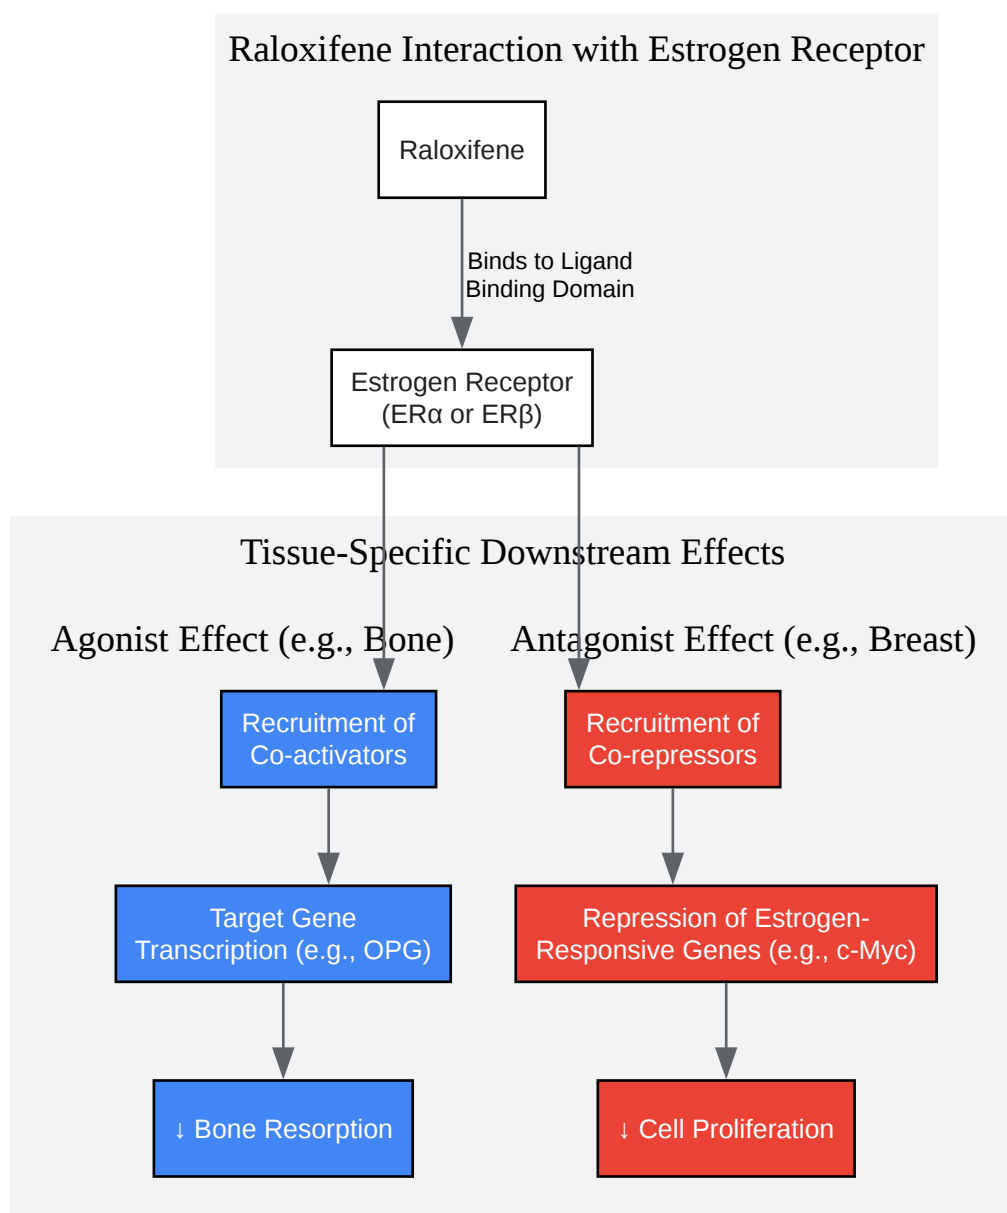 Raloxifene Interaction with Estrogen Receptor
Raloxifene
Binds to Ligand
Binding Domain
Estrogen Receptor
(ERα or ERβ)
Tissue-Specific Downstream Effects
Agonist Effect (e.g., Bone)
Antagonist Effect (e.g., Breast)
Recruitment of
Co-activators
Recruitment of
Co-repressors
Target Gene
Transcription (e.g., OPG)
Repression of Estrogen-
Responsive Genes (e.g., c-Myc)
↓ Bone Resorption
↓ Cell Proliferation